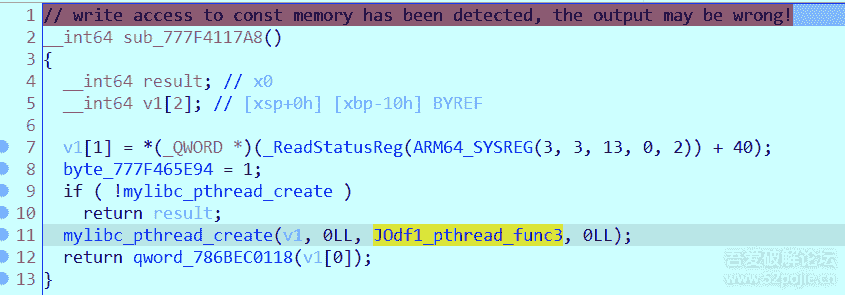 1 // write access to const memory has been detected, the output may be wrong!
2 __int64 sub_777F4117A8()
3 {
4 __int64 result; // x0
5 __int64 v1[2]; // [xsp+0h] [xbp-10h] BYREF
6
7 v1[1] = *(_QWORD *)(_ReadStatusReg(ARM64_SYSREG(3, 3, 13, 0, 2)) + 40);
8 byte_777F465E94 = 1;
9 if ( !mylibc_pthread_create )
10 return result;
11 mylibc_pthread_create(v1, 0LL, JOdf1_pthread_func3, 0LL);
12 return qword_786BEC0118(v1[0]);
13 }
吾爱破解论坛
www.52pojie.cn